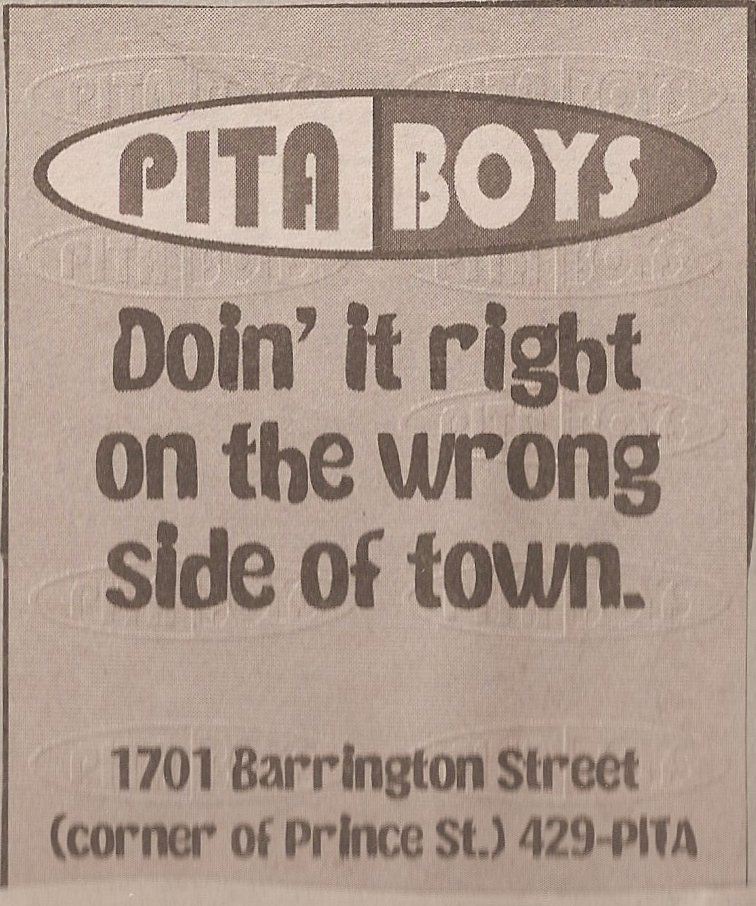 PITA BOYS
Doin' it right
on the wrong
side of town.
1701 Barrington Street
(corner of Prince St.) 429-PITA